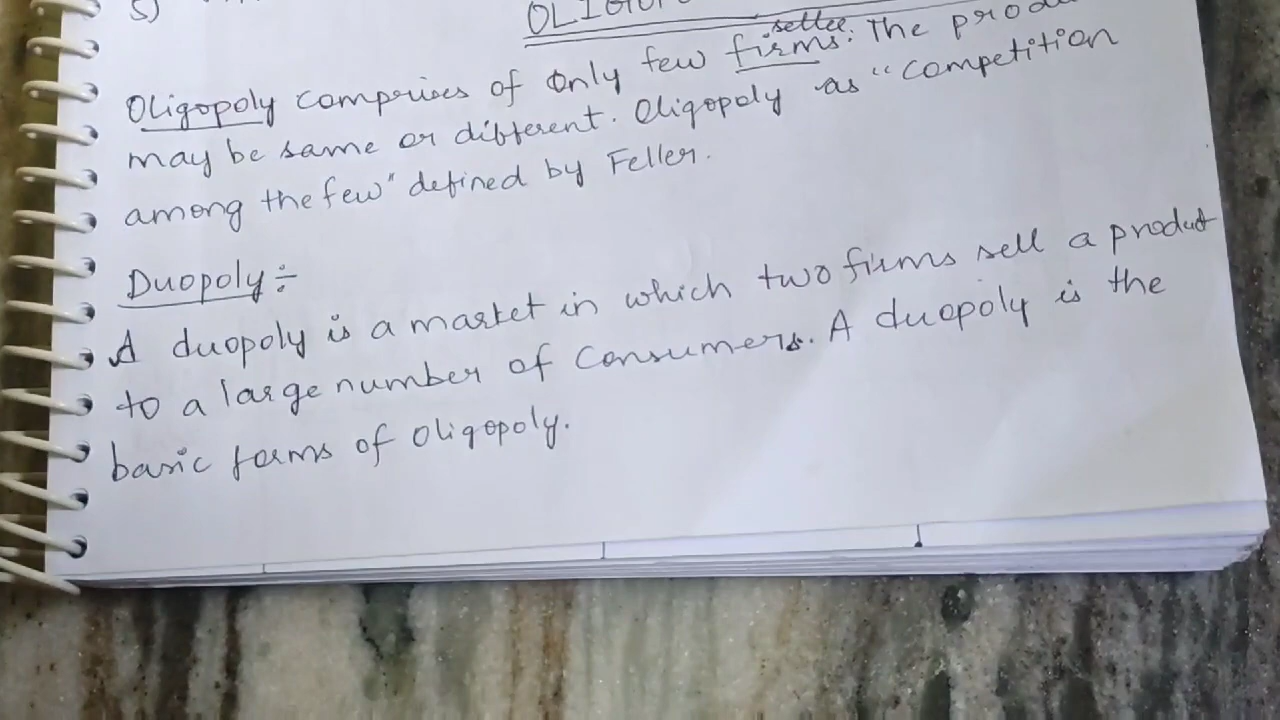 5)
OLIGOPO
seller
Oligopoly comprises of Only few firms. The produ
may be same or different. Oligopoly as "competition
among the few" defined by Feller.
Duopoly ÷
A duopoly is a market in which two firms sell a product
to a large number of Consumers. A duopoly is the
basic forms of Oligopoly.